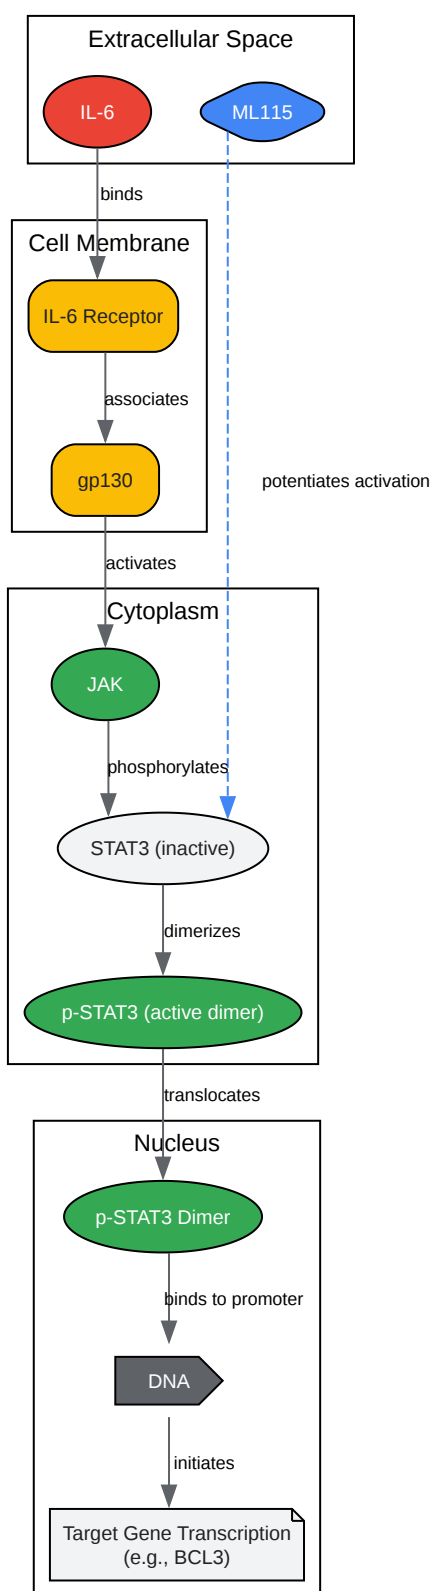 Extracellular Space
IL-6
ML115
binds
Cell Membrane
IL-6 Receptor
associates
gp130
potentiates activation
activates
Cytoplasm
JAK
phosphorylates
STAT3 (inactive)
dimerizes
p-STAT3 (active dimer)
translocates
Nucleus
p-STAT3 Dimer
binds to promoter
DNA
initiates
Target Gene Transcription
(e.g., BCL3)